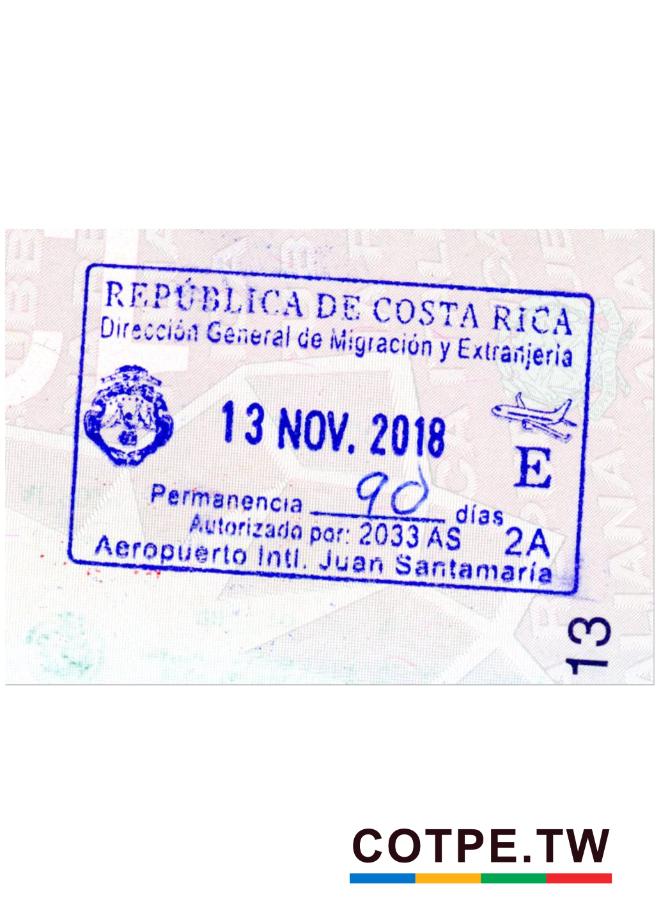 REPÚBLICA DE COSTA RICA
Dirección General de Migración y Extranjería
13 NOV. 2018
E
Permanencia 90 días
Autorizado por: 2033 AS 2A
Aeropuerto Intl. Juan Santamaría
13
COTPE.TW